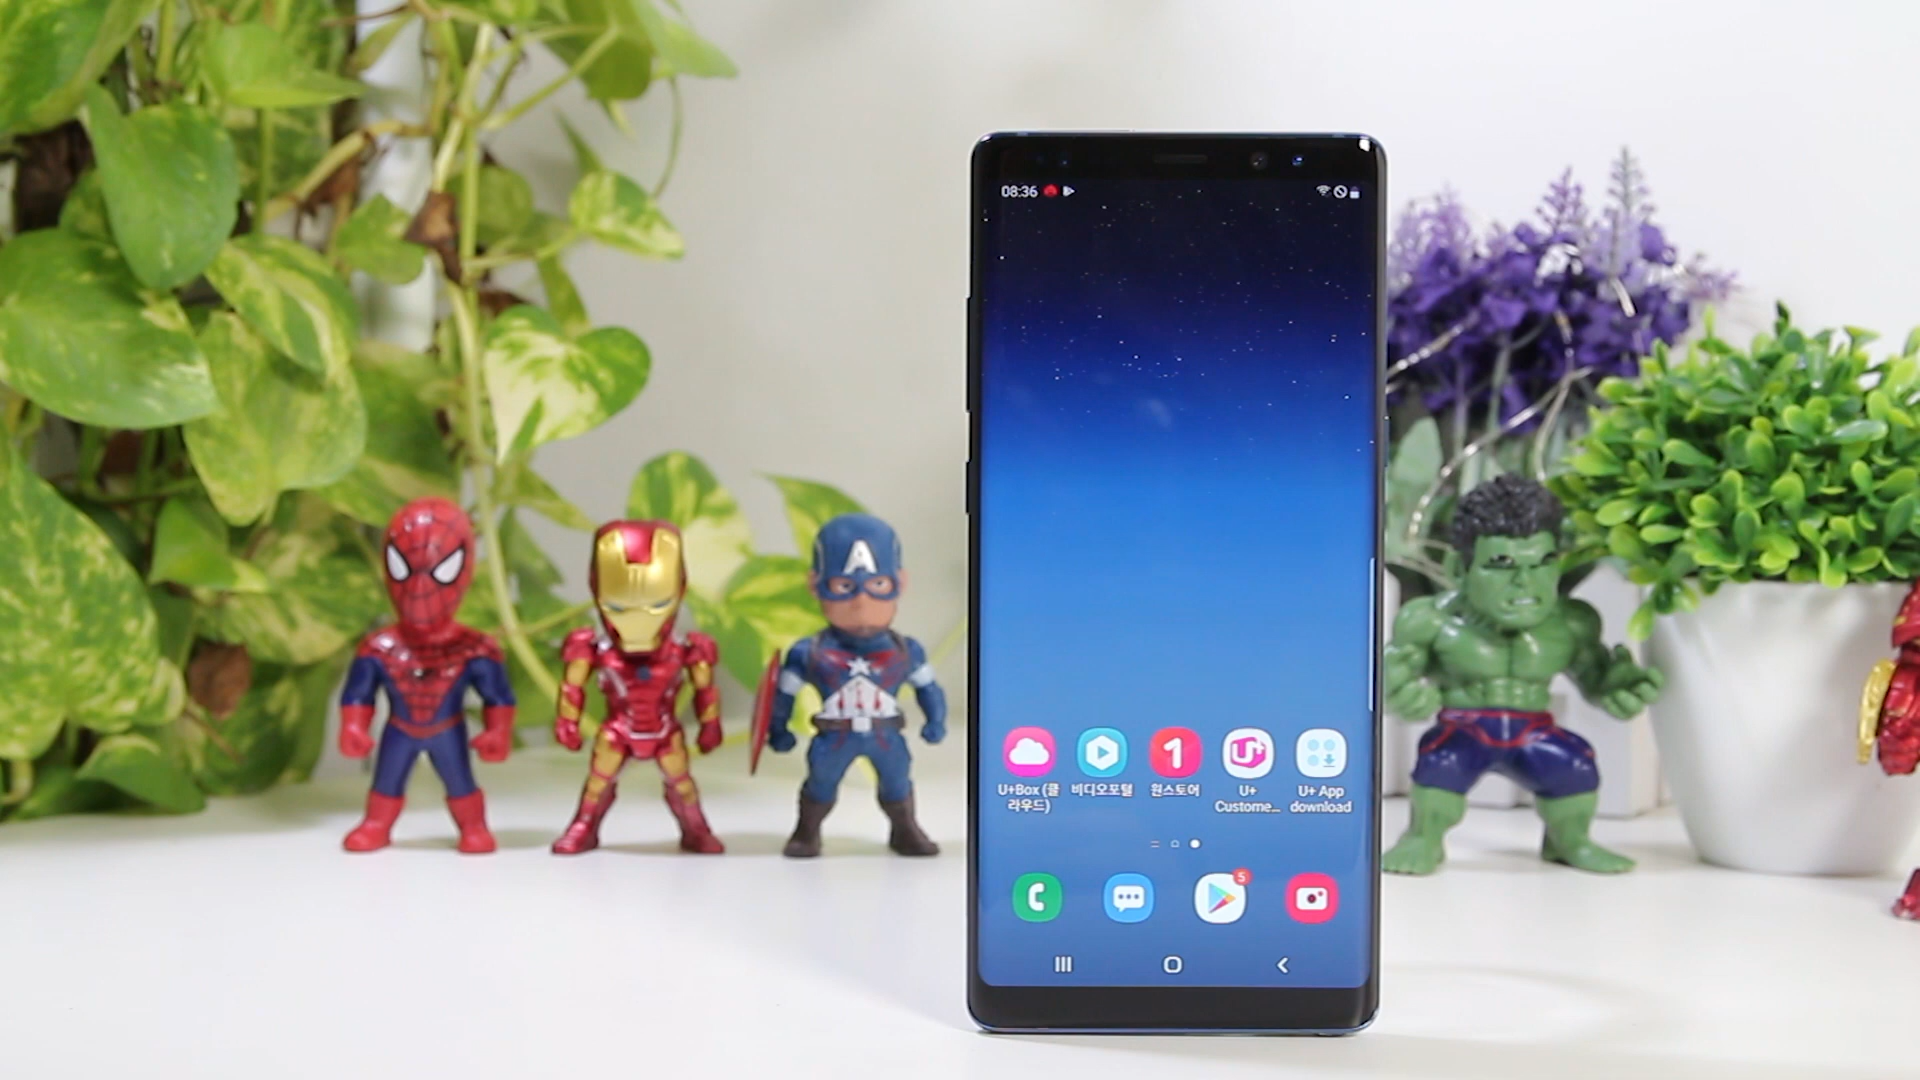 08:36
A
1
U+
U+Box (클
라우드)
비디오포털
원스토어
U+
Custome...
U+ App
download
5